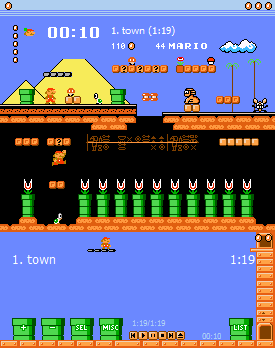 00:10 1. town (1:19)
110 44 MARIO
1. town 1:19
1:19/1:19
+ - SEL MISC 00:10 LIST